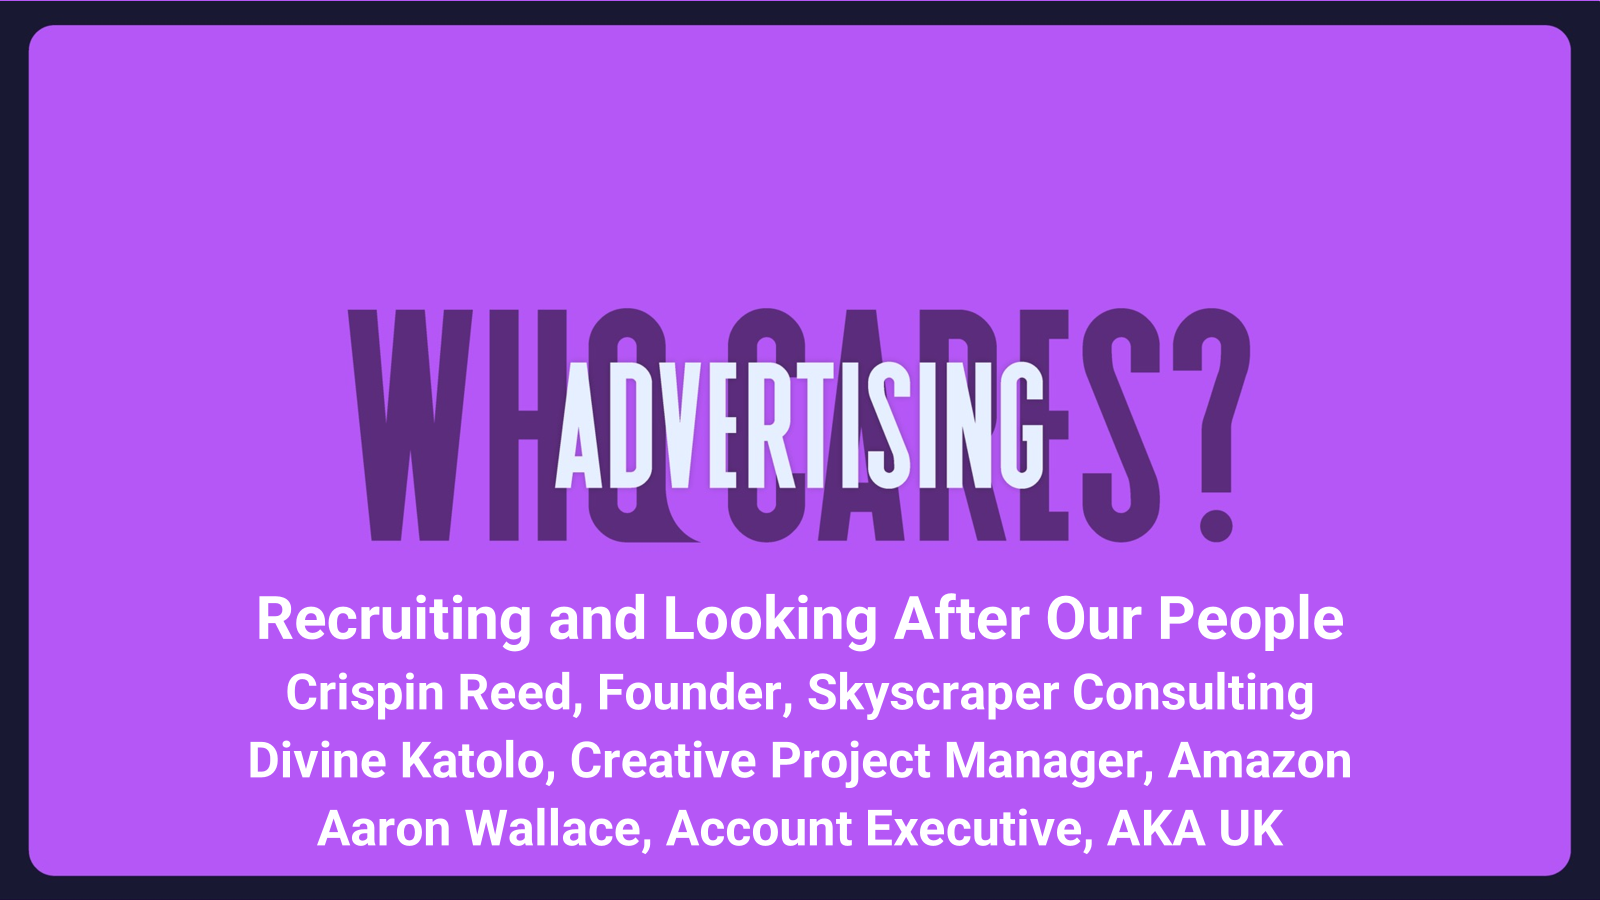 WHO CARES?
ADVERTISING
Recruiting and Looking After Our People
Crispin Reed, Founder, Skyscraper Consulting
Divine Katolo, Creative Project Manager, Amazon
Aaron Wallace, Account Executive, AKA UK